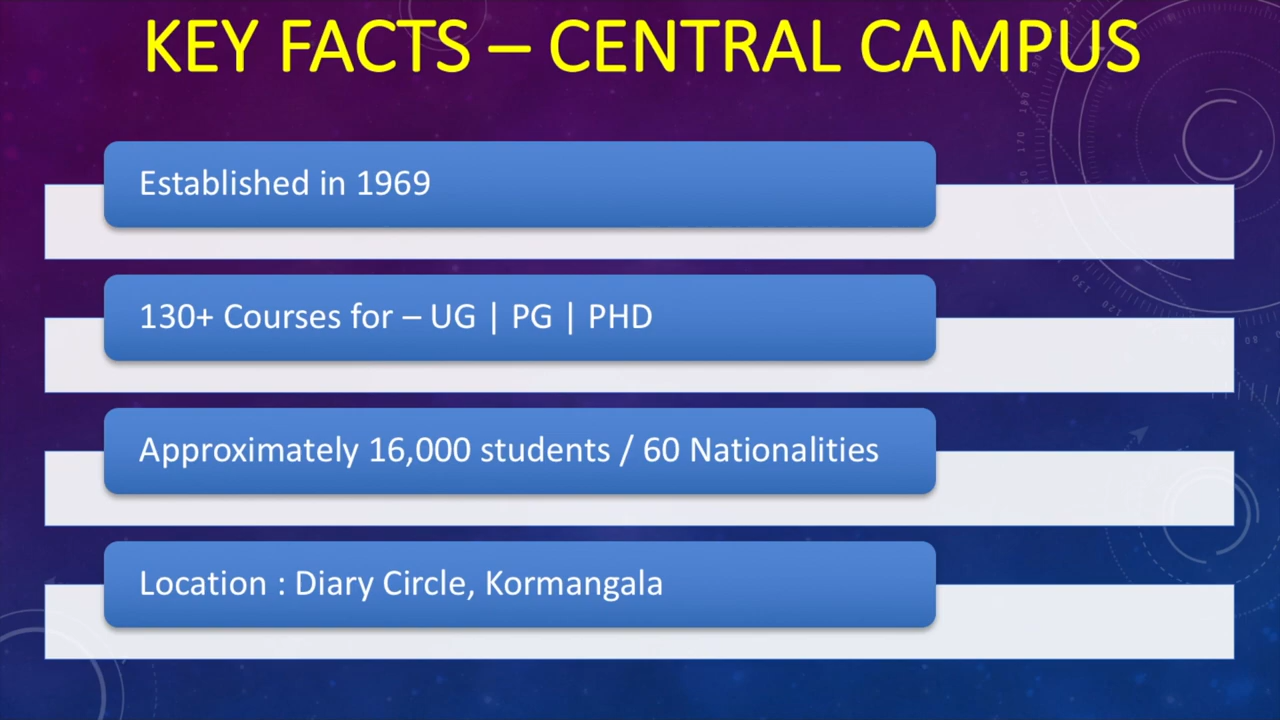 KEY FACTS – CENTRAL CAMPUS
Established in 1969
130+ Courses for – UG | PG | PHD
Approximately 16,000 students / 60 Nationalities
Location : Diary Circle, Kormangala